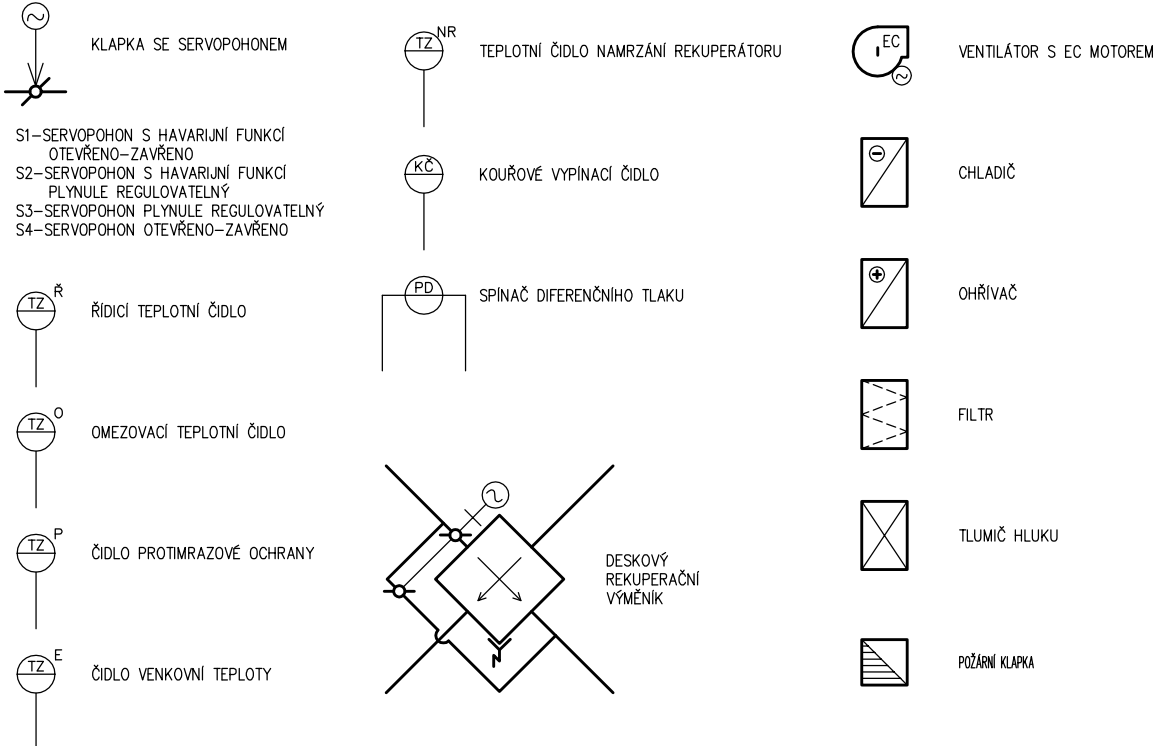 KLAPKA SE SERVOPOHONEM
S1-SERVOPOHON S HAVARIJNÍ FUNKCÍ
OTEVŘENO-ZAVŘENO
S2-SERVOPOHON S HAVARIJNÍ FUNKCÍ
PLYNULE REGULOVATELNÝ
S3-SERVOPOHON PLYNULE REGULOVATELNÝ
S4-SERVOPOHON OTEVŘENO-ZAVŘENO
TZ Ř
ŘÍDICÍ TEPLOTNÍ ČIDLO
TZ O
OMEZOVACÍ TEPLOTNÍ ČIDLO
TZ P
ČIDLO PROTIMRAZOVÉ OCHRANY
TZ E
ČIDLO VENKOVNÍ TEPLOTY
TZ NR
TEPLOTNÍ ČIDLO NAMRZÁNÍ REKUPERÁTORU
KČ
KOUŘOVÉ VYPÍNACÍ ČIDLO
PD
SPÍNAČ DIFERENČNÍHO TLAKU
DESKOVÝ
REKUPERAČNÍ
VÝMĚNÍK
EC
VENTILÁTOR S EC MOTOREM
CHLADIČ
OHŘÍVAČ
FILTR
TLUMIČ HLUKU
POŽÁRNÍ KLAPKA